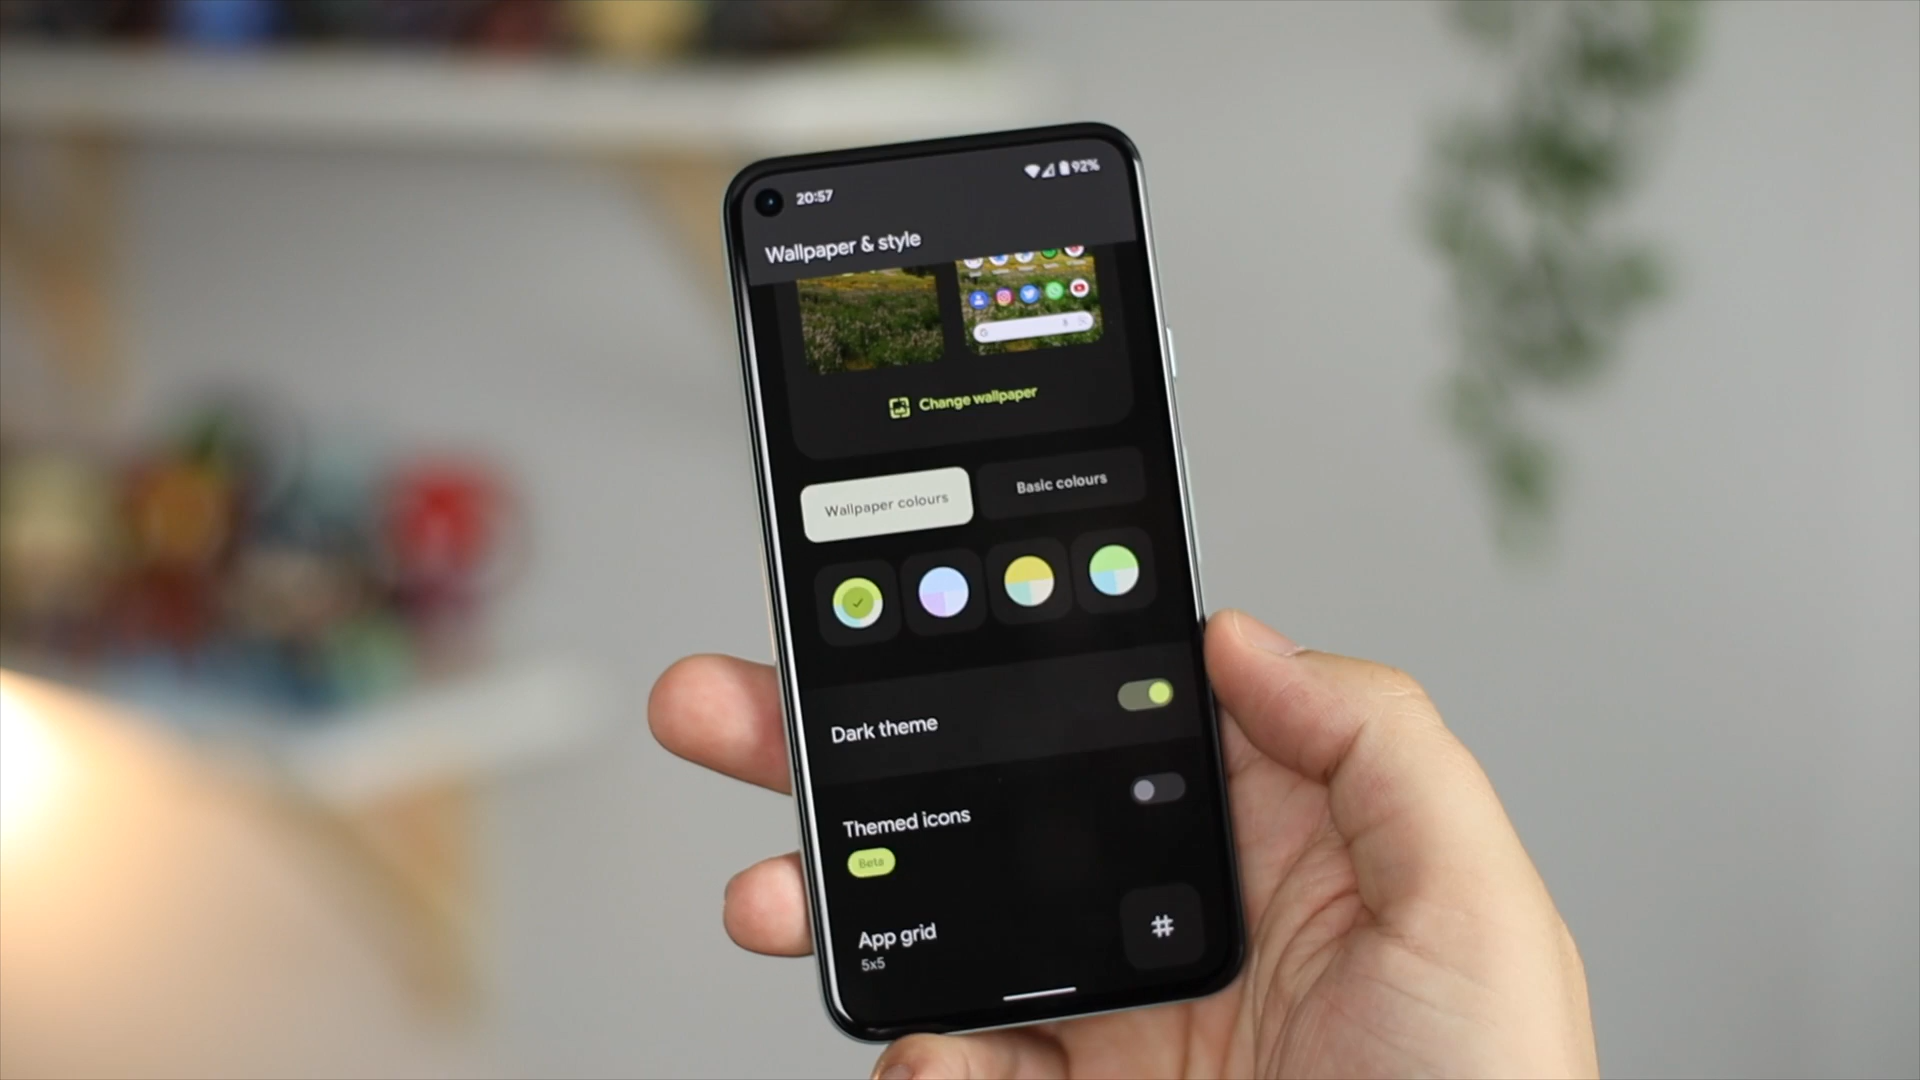 20:57
92%
Wallpaper & style
Change wallpaper
Wallpaper colours
Basic colours
Dark theme
Themed icons
Beta
App grid
5x5